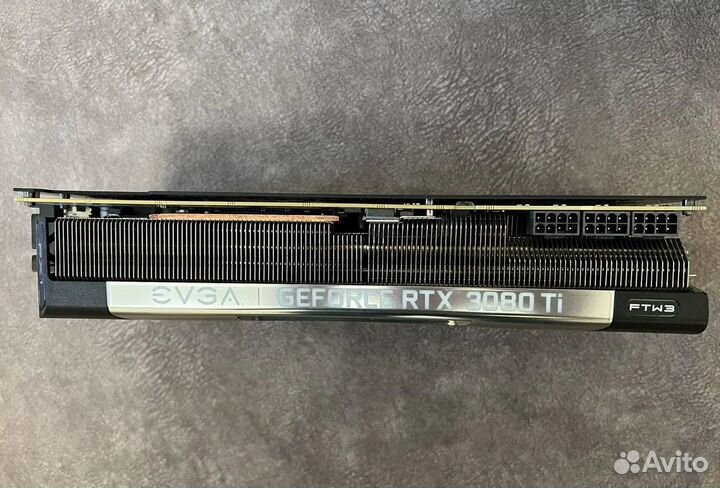 EVGA | GEFORCE RTX 3080 Ti
FTW3
Avito